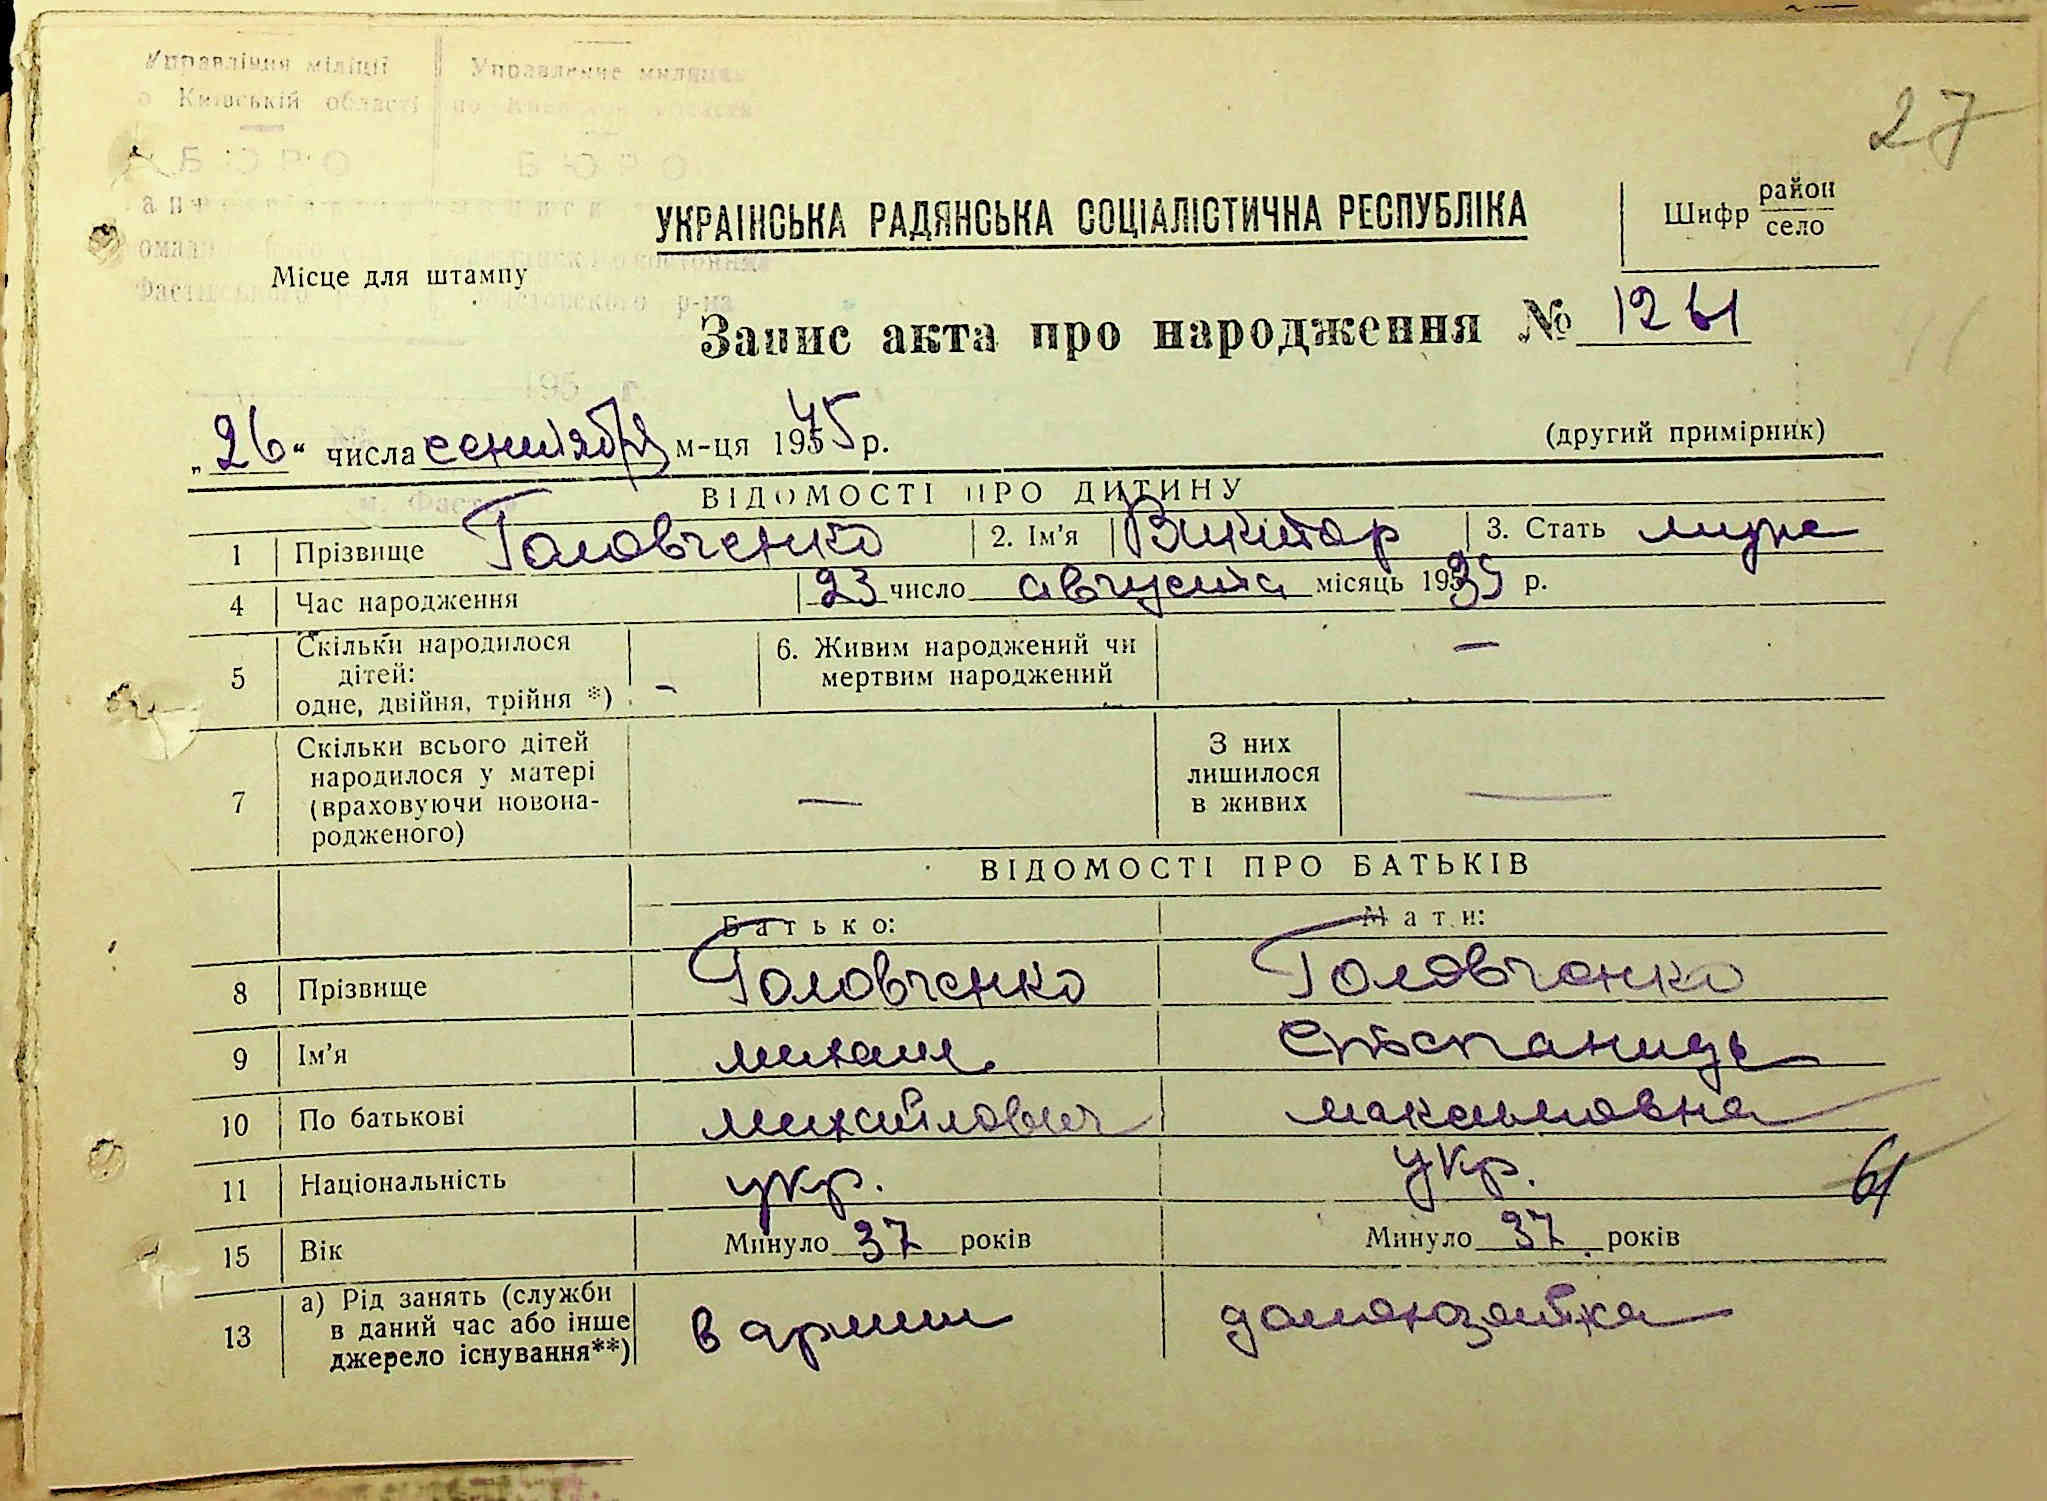 27
Управління міліції Управление милиции
Київській області по Киевской области
БЮРО БЮРО
УКРАЇНСЬКА РАДЯНСЬКА СОЦІАЛІСТИЧНА РЕСПУБЛІКА
Шифр район
село
Місце для штампу
Запис акта про народження №
195 г.
„26“ числа сентября м-ця 1945 р. (другий примірник)
м. Фастів
ВІДОМОСТІ ПРО ДИТИНУ
1 Прізвище Головченко 2. Ім'я Виктор 3. Стать муж
4 Час народження 23 число августа місяць 1935 р.
5 Скільки народилося дітей: одне, двійня, трійня *) - 6. Живим народжений чи мертвим народжений —
7 Скільки всього дітей народилося у матері (враховуючи новонародженого) — З них лишилося в живих —
ВІДОМОСТІ ПРО БАТЬКІВ
Батько: Мати:
8 Прізвище Головченко Головченко
9 Ім'я Михаил
10 По батькові Михайлович Максимовна
11 Національність укр. укр.
61
15 Вік Минуло 37 років Минуло 37 років
13 а) Рід занять (служби в даний час або інше джерело існування**) в армии домохозяйка